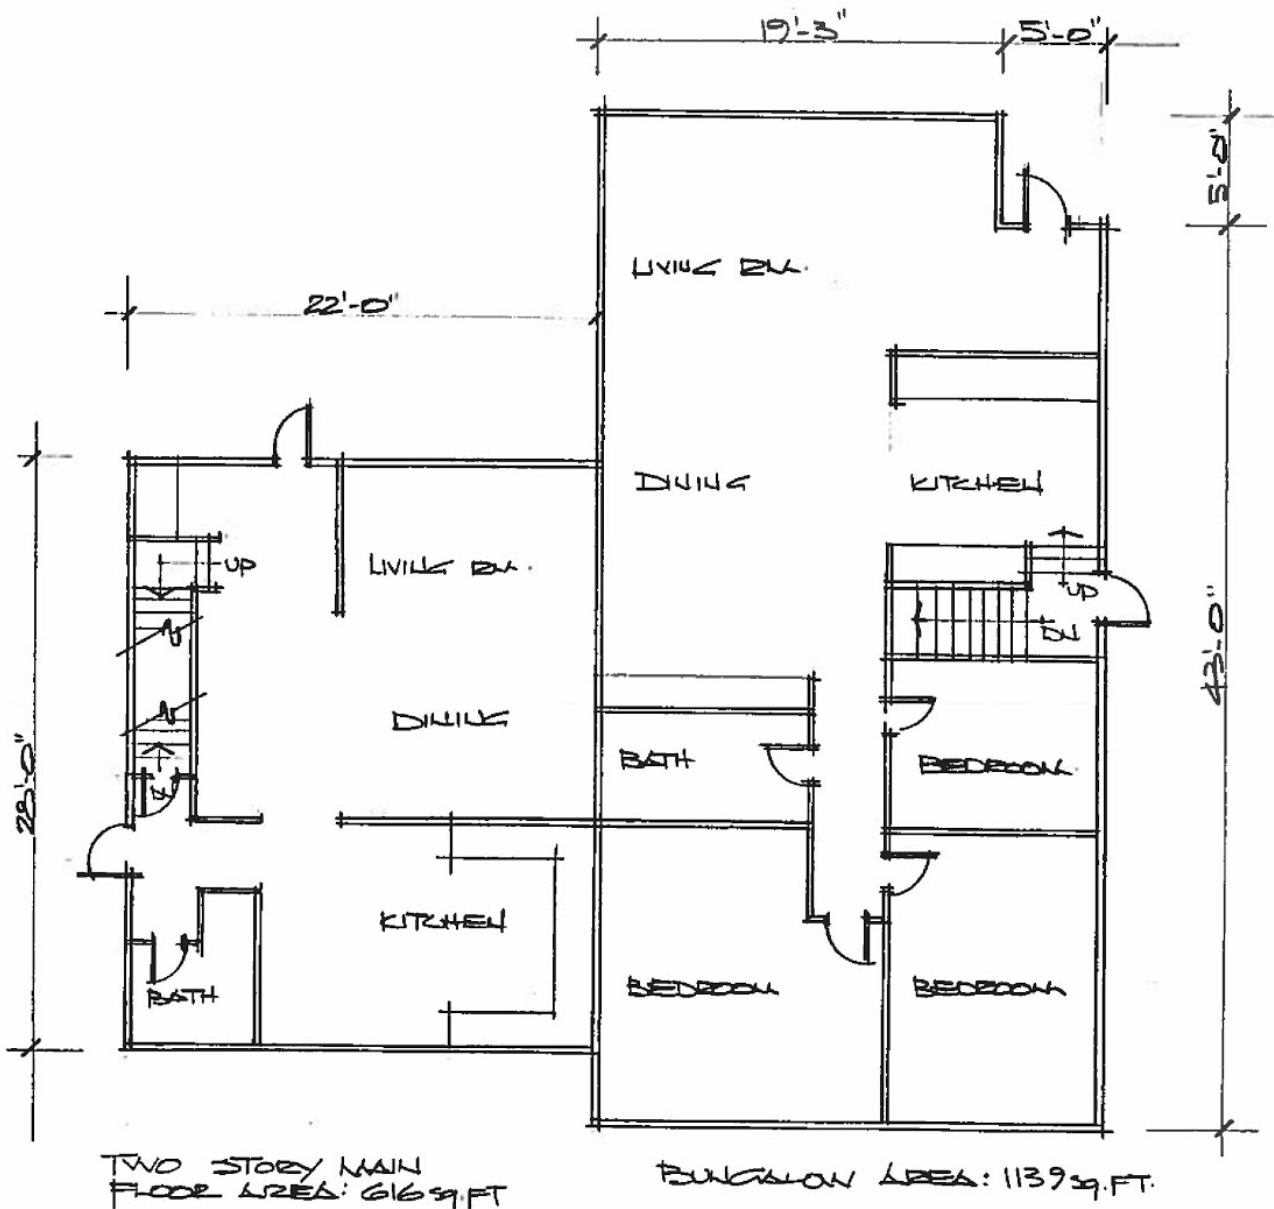 19'-3"
5'-0"
5'-0"
LIVING RM.
22'-0"
DINING
KITCHEN
UP
LIVING RM.
UP
DN
43'-0"
DINING
BATH
BEDROOM
28'-0"
KITCHEN
BEDROOM
BEDROOM
BATH
TWO STORY MAIN
FLOOR AREA: 616 sq.FT
BUNGALOW AREA: 1139 sq.FT.